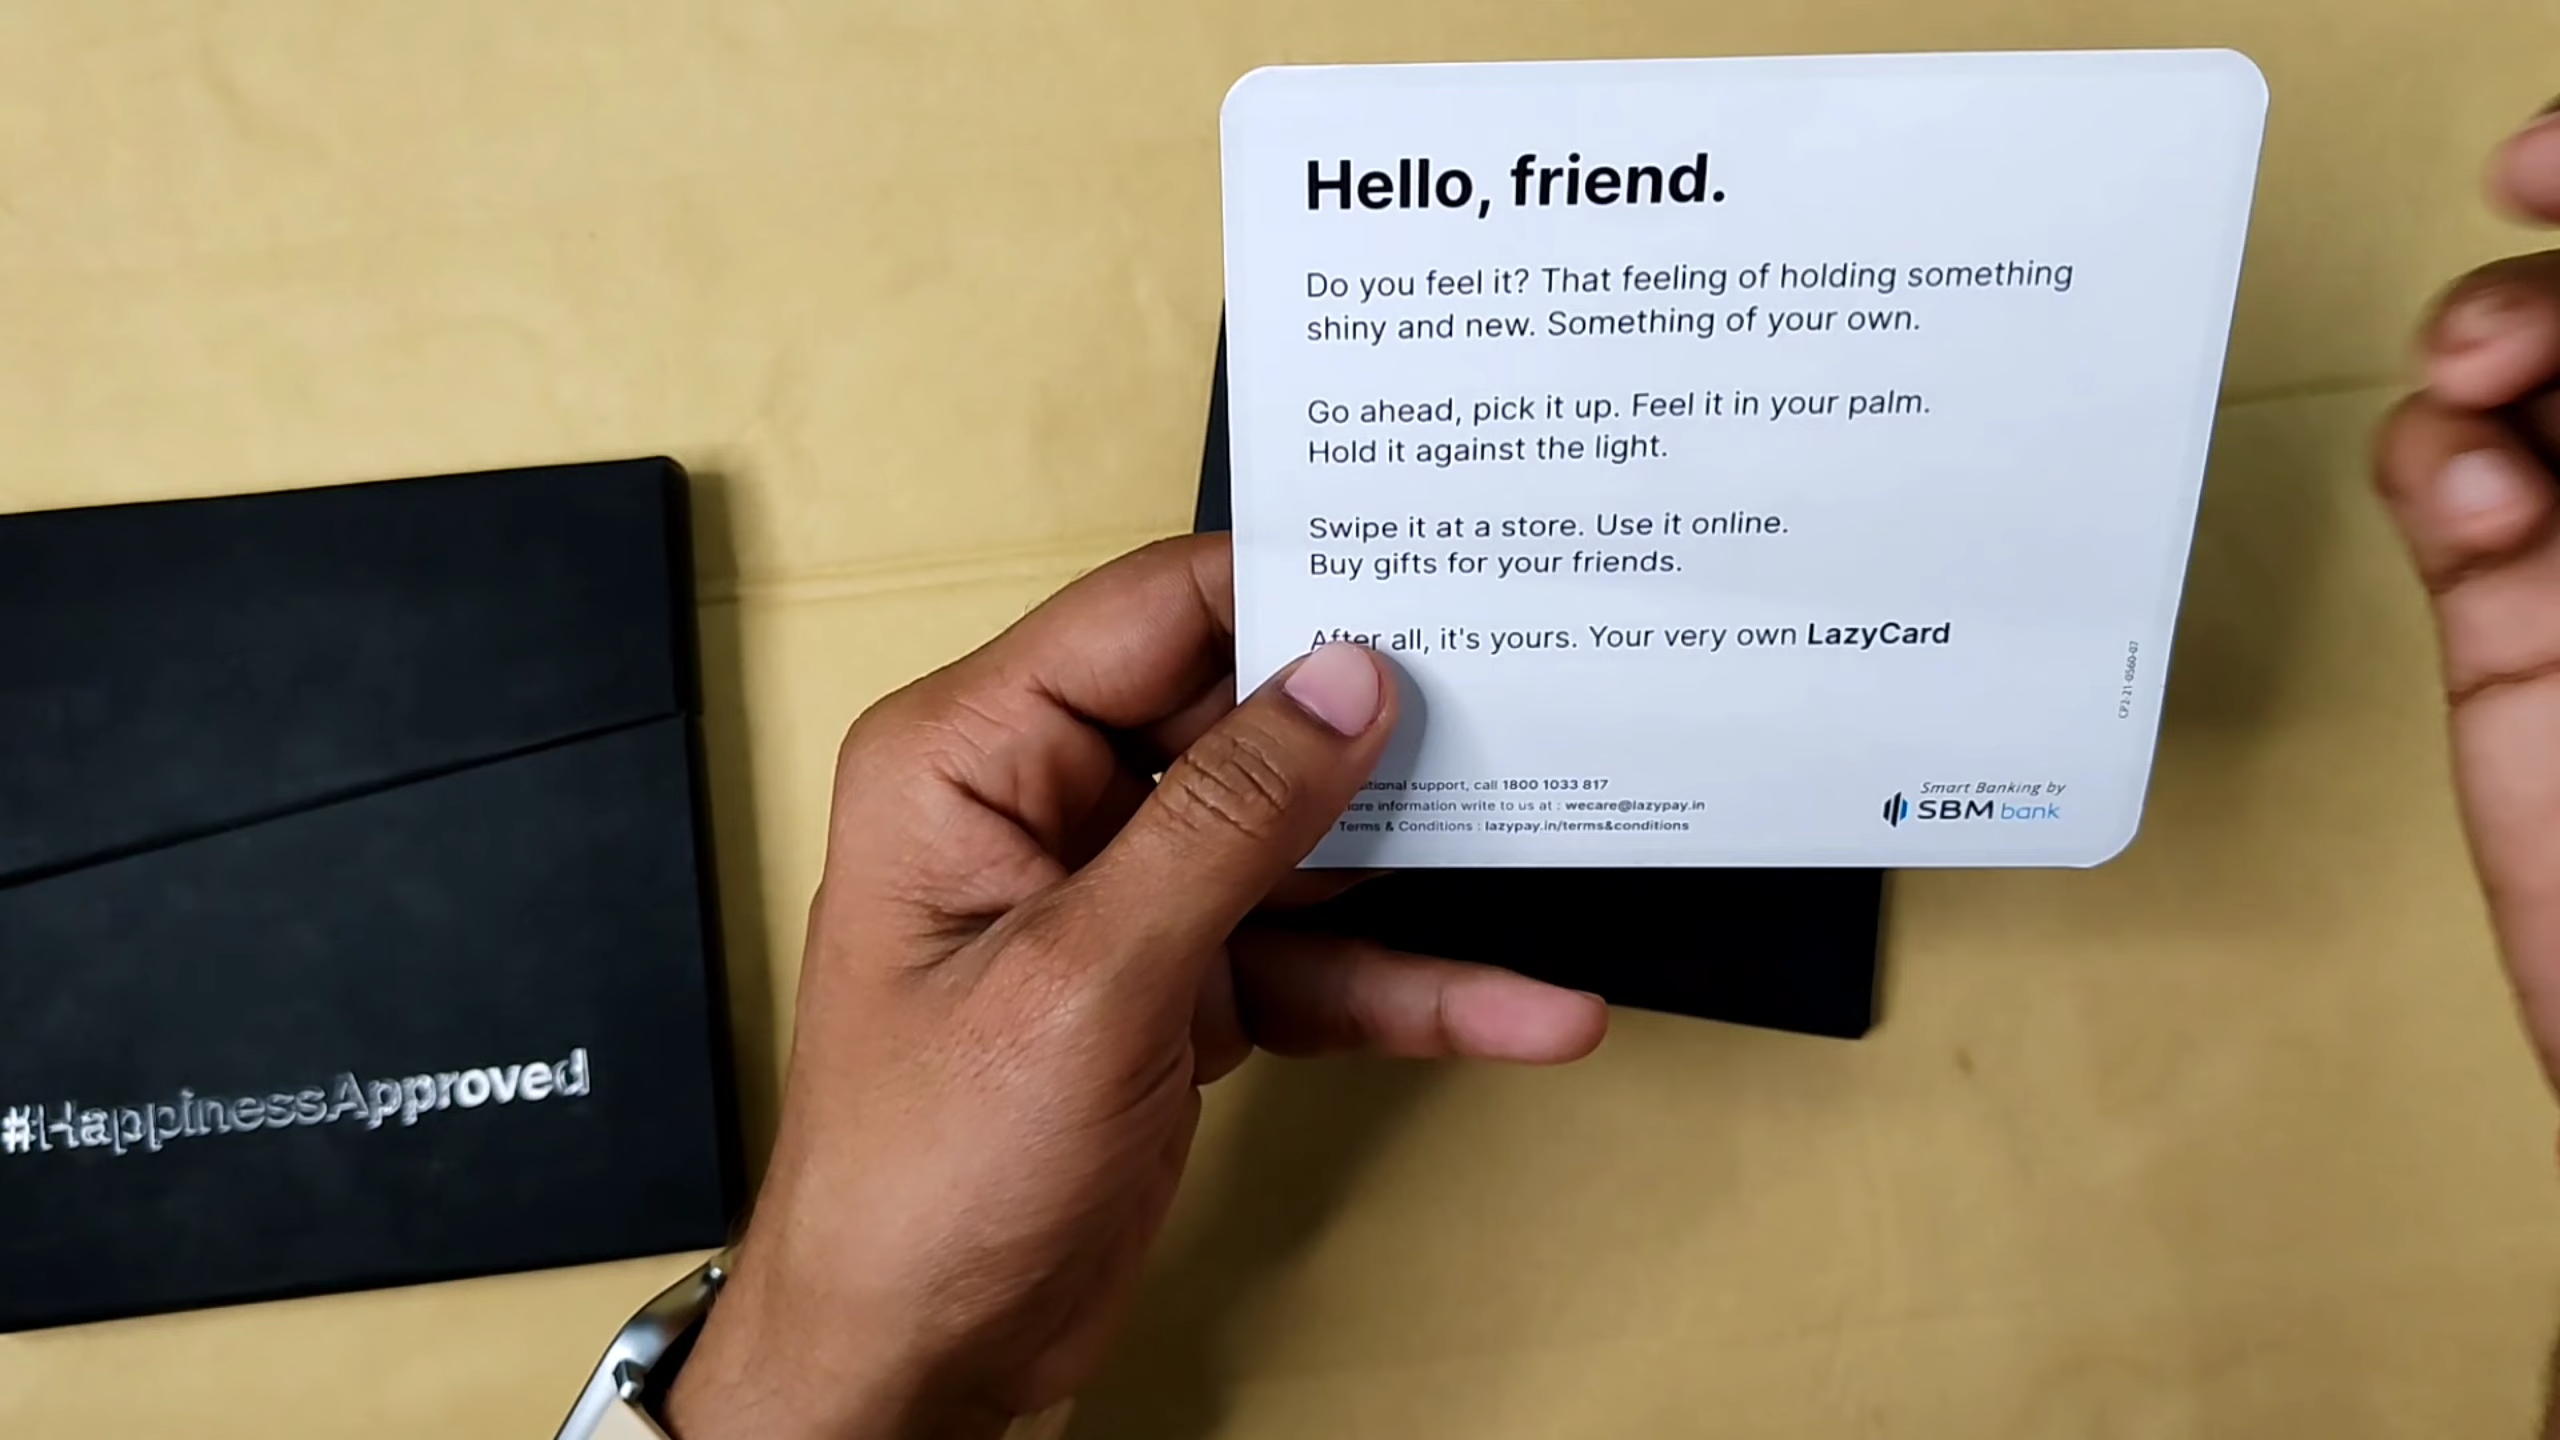 Hello, friend.
Do you feel it? That feeling of holding something
shiny and new. Something of your own.
Go ahead, pick it up. Feel it in your palm.
Hold it against the light.
Swipe it at a store. Use it online.
Buy gifts for your friends.
After all, it's yours. Your very own LazyCard
support, call 1800 1033 817
information write to us at : wecare@lazypay.in
Terms & Conditions : lazypay.in/terms&conditions
Smart Banking by
SBM bank
CP2-21-0560-07
#HappinessApproved